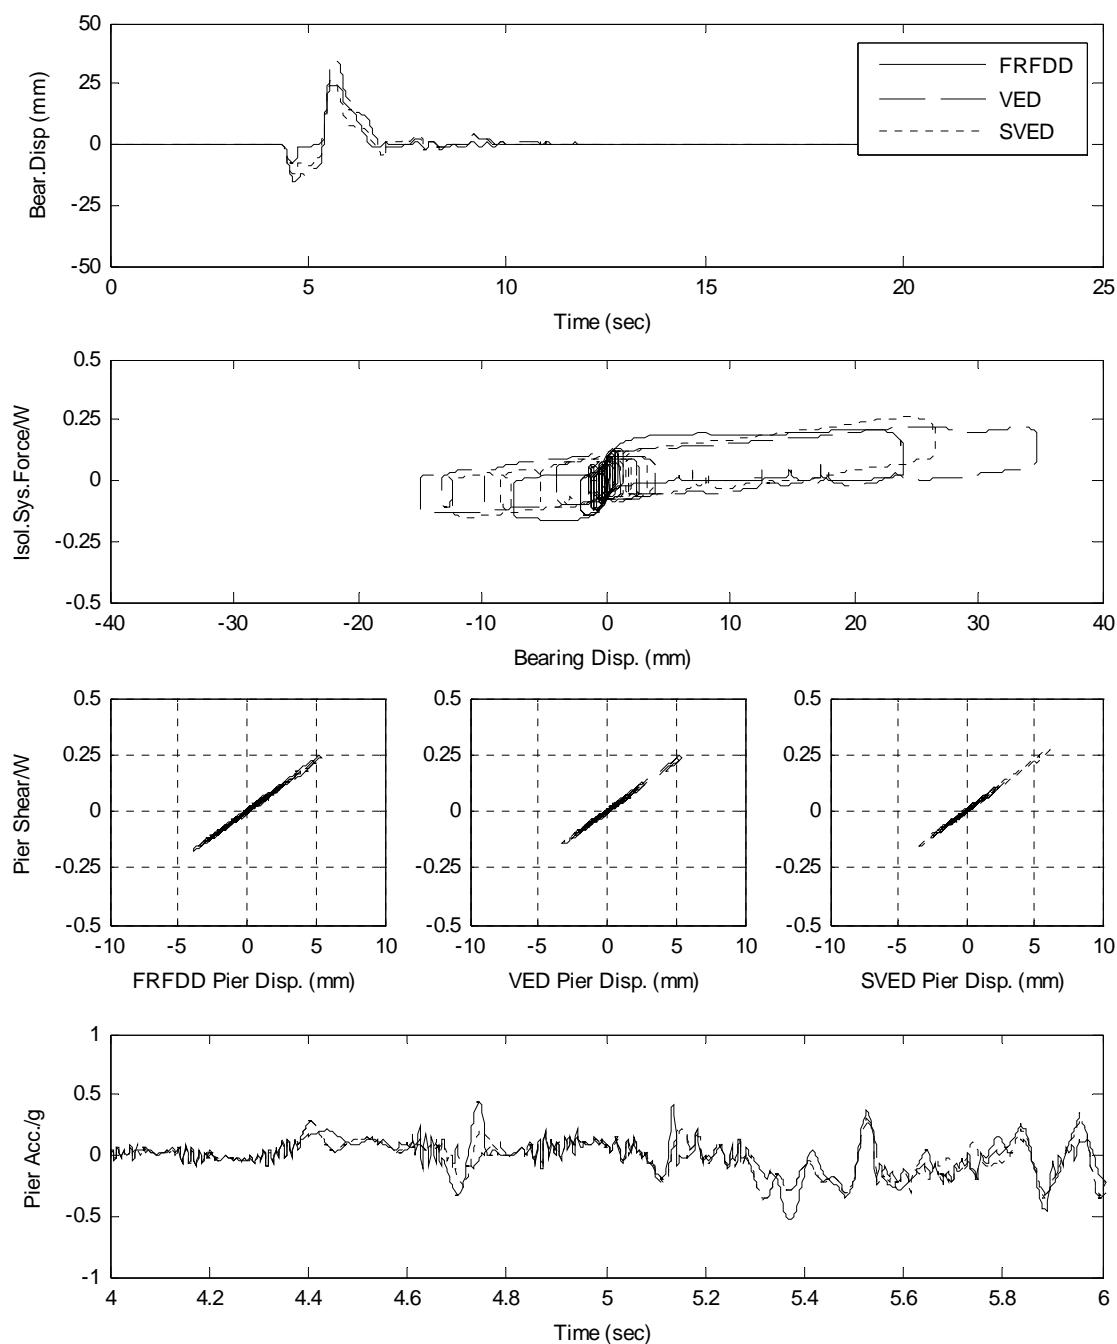 50
25
0
-25
-50
Bear.Disp (mm)
FRFDD
VED
SVED
0 5 10 15 20 25
Time (sec)
0.5
0.25
0
-0.25
-0.5
Isol.Sys.Force/W
-40 -30 -20 -10 0 10 20 30 40
Bearing Disp. (mm)
0.5 0.5 0.5
0.25 0.25 0.25
0 0 0
-0.25 -0.25 -0.25
-0.5 -0.5 -0.5
Pier Shear/W
-10 -5 0 5 10 -10 -5 0 5 10 -10 -5 0 5 10
FRFDD Pier Disp. (mm) VED Pier Disp. (mm) SVED Pier Disp. (mm)
1
0.5
0
-0.5
-1
Pier Acc./g
4 4.2 4.4 4.6 4.8 5 5.2 5.4 5.6 5.8 6
Time (sec)